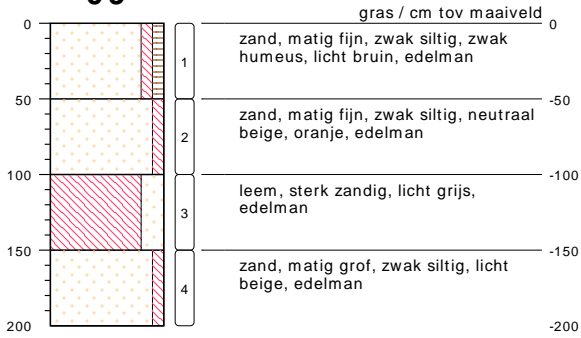 gras / cm tov maaiveld
0
0
1
zand, matig fijn, zwak siltig, zwak
humeus, licht bruin, edelman
50
-50
2
zand, matig fijn, zwak siltig, neutraal
beige, oranje, edelman
100
-100
3
leem, sterk zandig, licht grijs,
edelman
150
-150
4
zand, matig grof, zwak siltig, licht
beige, edelman
200
-200